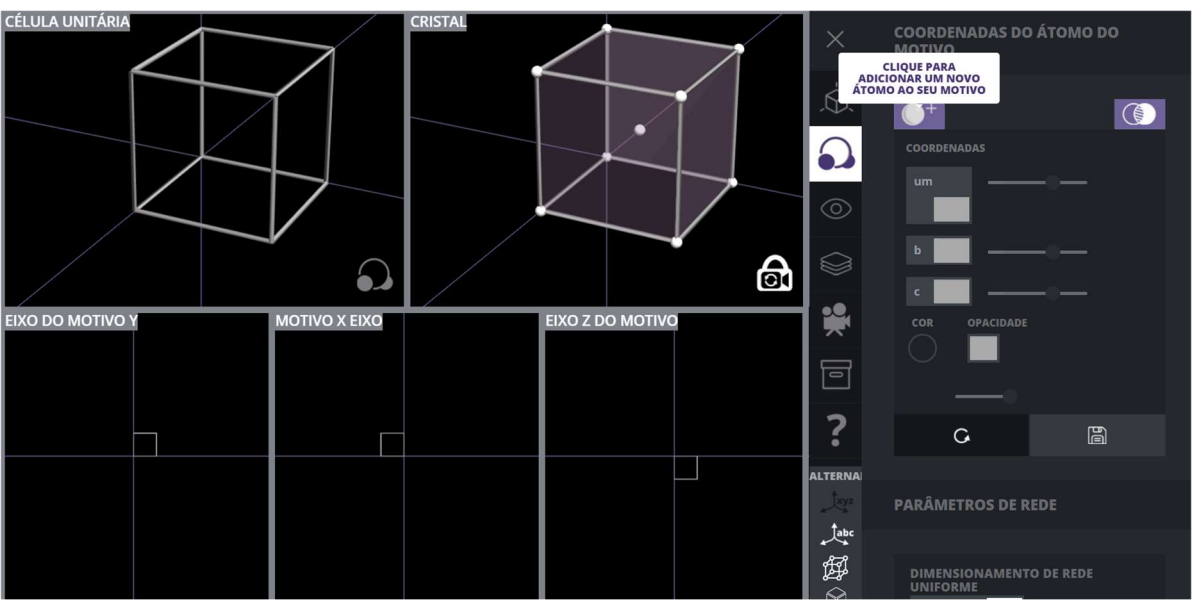 CÉLULA UNITÁRIA
CRISTAL
COORDENADAS DO ÁTOMO DO
MOTIVO
CLIQUE PARA
ADICIONAR UM NOVO
ÁTOMO AO SEU MOTIVO
COORDENADAS
um
b
c
COR OPACIDADE
EIXO DO MOTIVO Y
MOTIVO X EIXO
EIXO Z DO MOTIVO
?
ALTERNA
xyz
abc
PARÂMETROS DE REDE
DIMENSIONAMENTO DE REDE
UNIFORME